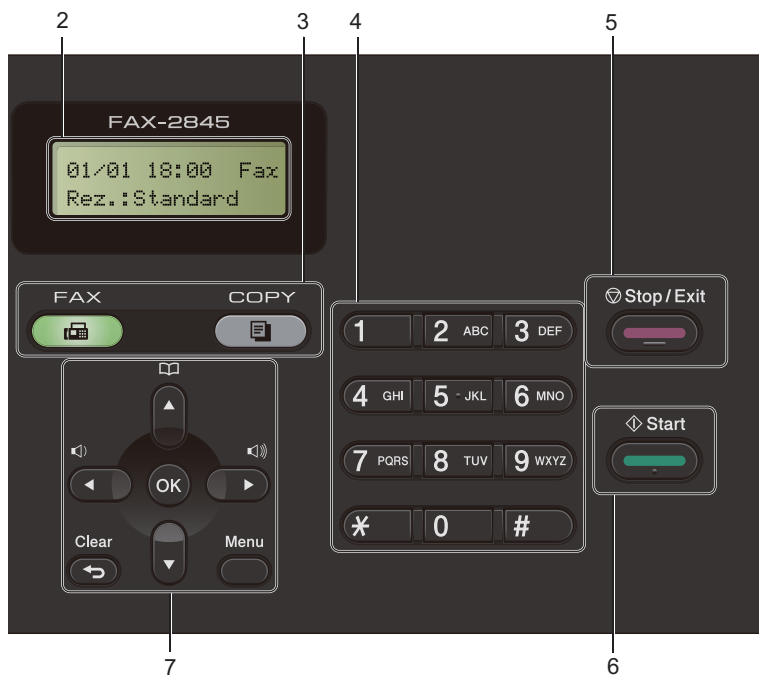 2 3 4 5
FAX-2845
01/01 18:00 Fax
Rez.:Standard
FAX COPY
Stop/Exit
1 2 ABC 3 DEF
4 GHI 5 JKL 6 MNO
Start
7 PQRS 8 TUV 9 WXYZ
OK
* 0 #
Clear Menu
7 6